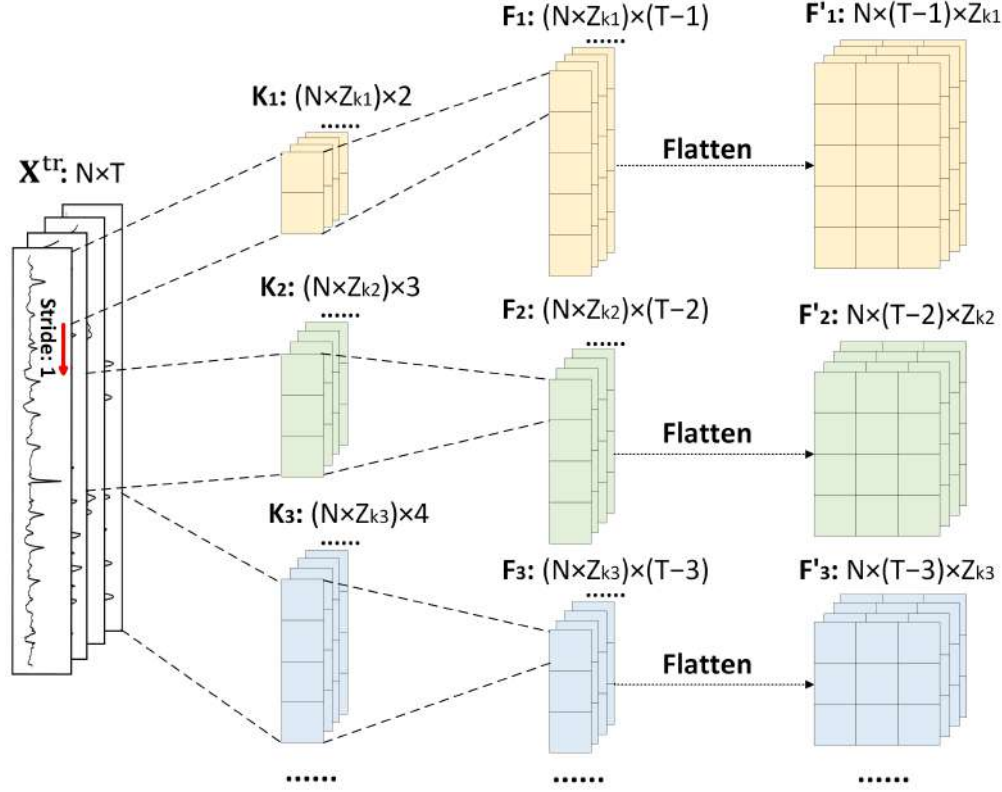 F₁: (N×Zₖ₁)×(T−1)
F'₁: N×(T−1)×Zₖ₁
......
K₁: (N×Zₖ₁)×2
......
Flatten
Xᵗʳ: N×T
K₂: (N×Zₖ₂)×3
F₂: (N×Zₖ₂)×(T−2)
F'₂: N×(T−2)×Zₖ₂
......
......
Stride: 1
Flatten
K₃: (N×Zₖ₃)×4
......
F₃: (N×Zₖ₃)×(T−3)
F'₃: N×(T−3)×Zₖ₃
......
Flatten
......
......
......